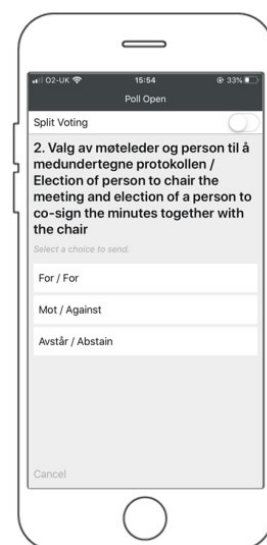 O2-UK 15:54 33%
Poll Open
Split Voting
2. Valg av møteleder og person til å
medundertegne protokollen /
Election of person to chair the
meeting and election of a person to
co-sign the minutes together with
the chair
Select a choice to send.
For / For
Mot / Against
Avstår / Abstain
Cancel